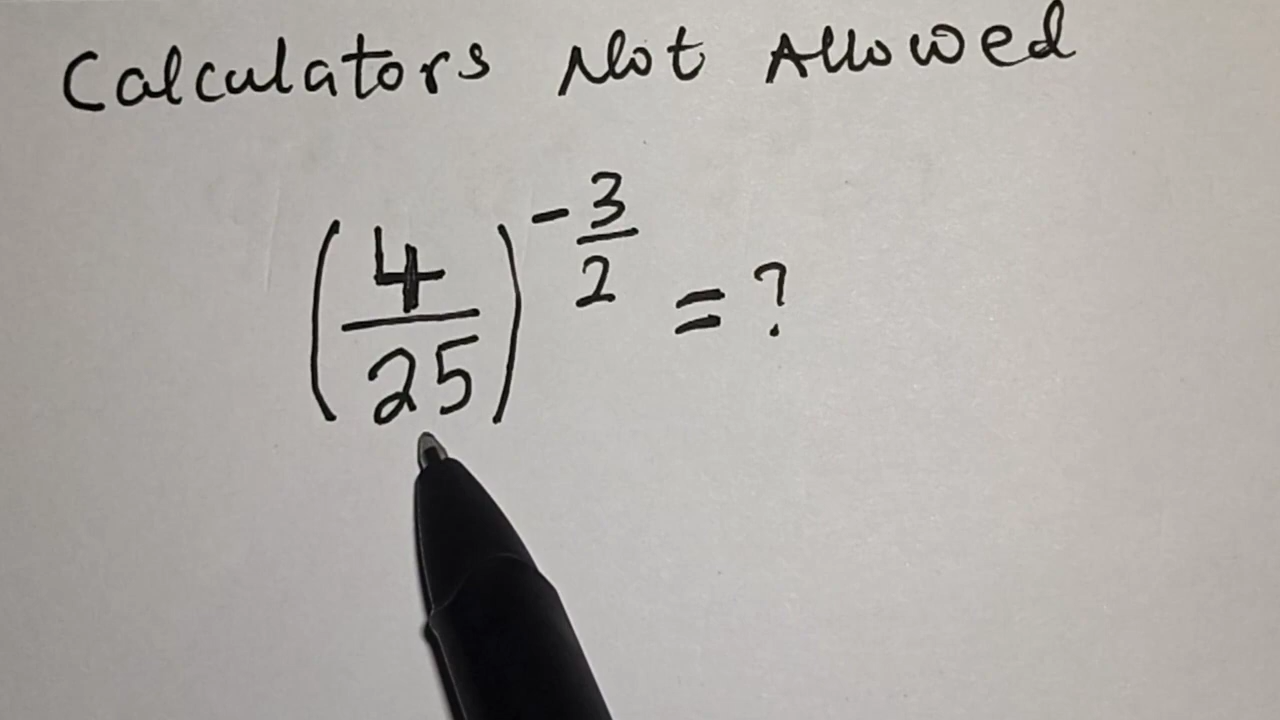 Calculators Not Allowed
(4/25)^(-3/2) = ?